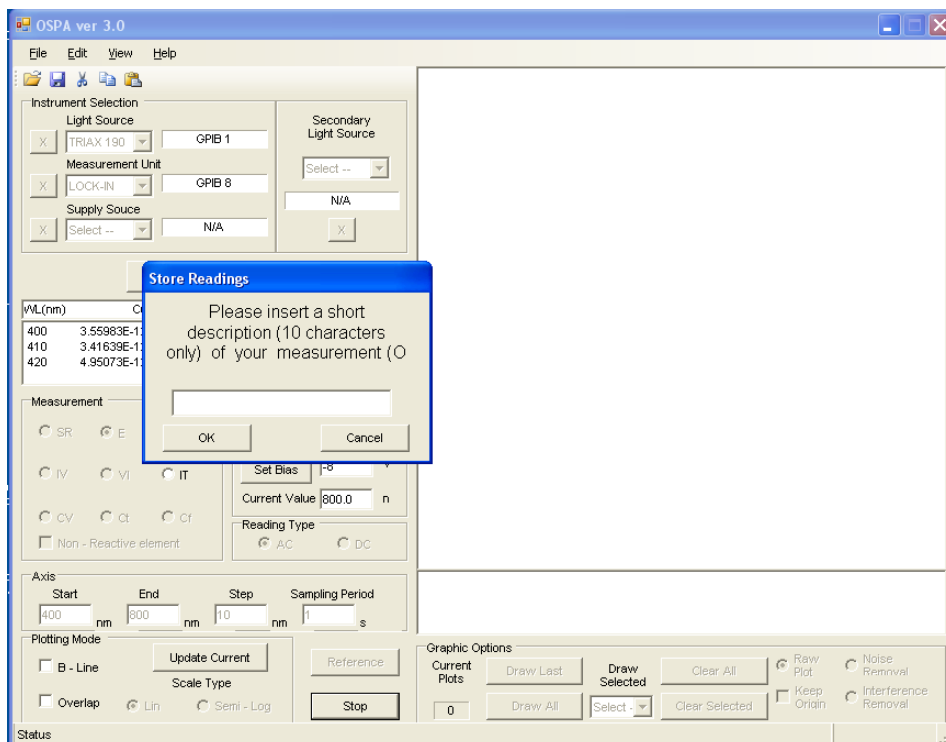 OSPA ver 3.0
File Edit View Help
Instrument Selection
Light Source
X TRIAX 190 GPIB 1
Measurement Unit
X LOCK-IN GPIB 8
Supply Souce
X Select -- N/A
Secondary
Light Source
Select --
N/A
X
Store Readings
Please insert a short
description (10 characters
only) of your measurement (O
OK Cancel
WL(nm)
400 3.55983E-1
410 3.41639E-1
420 4.95073E-1
Measurement
SR E
IV VI IT
CV Ct Cf
Non - Reactive element
Set Bias -8
Current Value 800.0 n
Reading Type
AC DC
Axis
Start End Step Sampling Period
400 nm 800 nm 10 nm 1 s
Plotting Mode
B - Line
Update Current
Scale Type
Overlap Lin Semi - Log
Reference
Stop
Graphic Options
Current
Plots
0
Draw Last
Draw All
Draw
Selected
Select -
Clear All
Clear Selected
Raw
Plot
Keep
Origin
Noise
Removal
Interference
Removal
Status